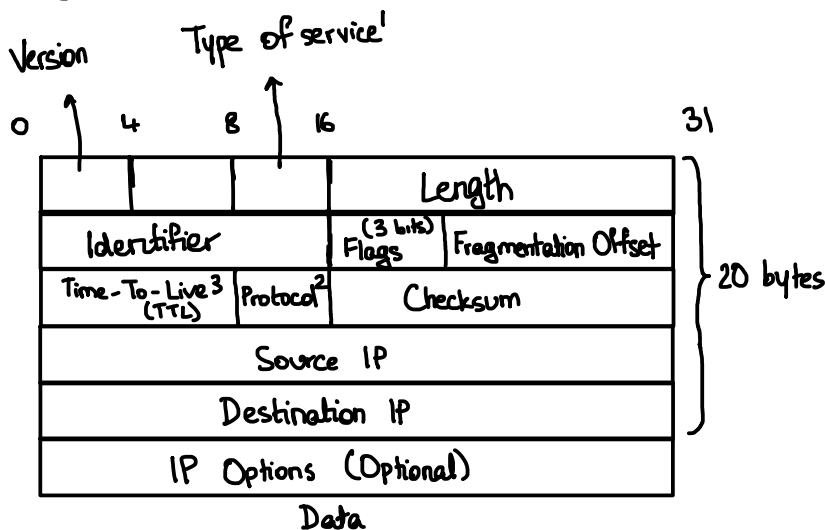 Version
Type of service1
0 4 8 16 31
Length
Identifier
(3 bits)
Flags
Fragmentation Offset
20 bytes
Time-To-Live3
(TTL)
Protocol2
Checksum
Source IP
Destination IP
IP Options (Optional)
Data